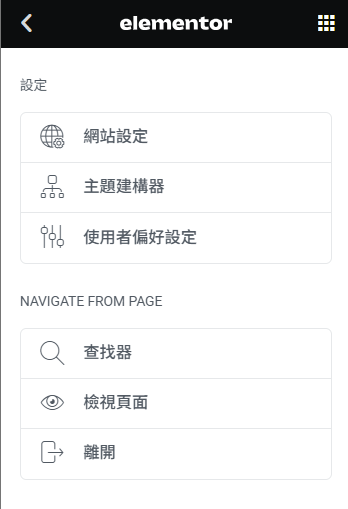 elementor
設定
網站設定
主題建構器
使用者偏好設定
NAVIGATE FROM PAGE
查找器
檢視頁面
離開